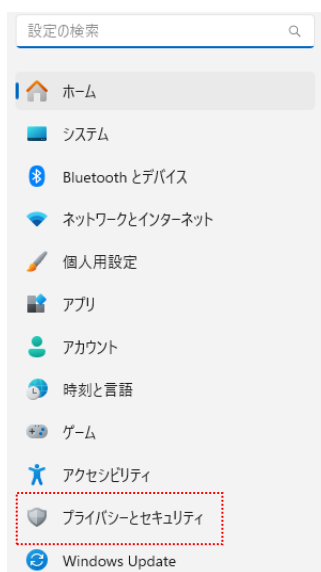 設定の検索
ホーム
システム
Bluetooth とデバイス
ネットワークとインターネット
個人用設定
アプリ
アカウント
時刻と言語
ゲーム
アクセシビリティ
プライバシーとセキュリティ
Windows Update